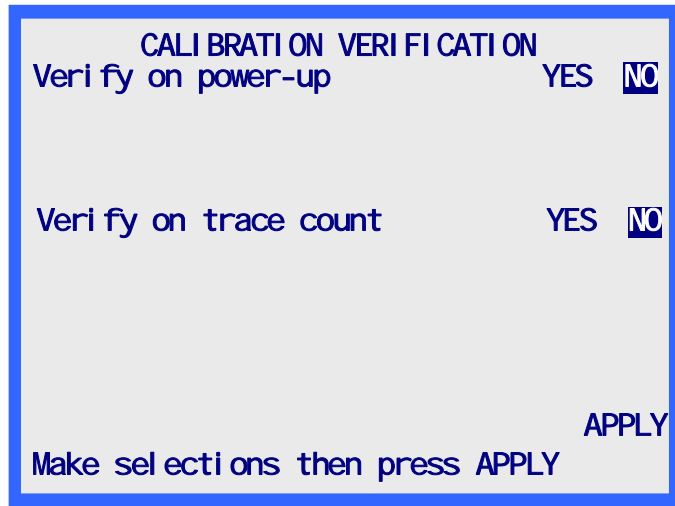 CALIBRATION VERIFICATION
Verify on power-up YES NO
Verify on trace count YES NO
APPLY
Make selections then press APPLY